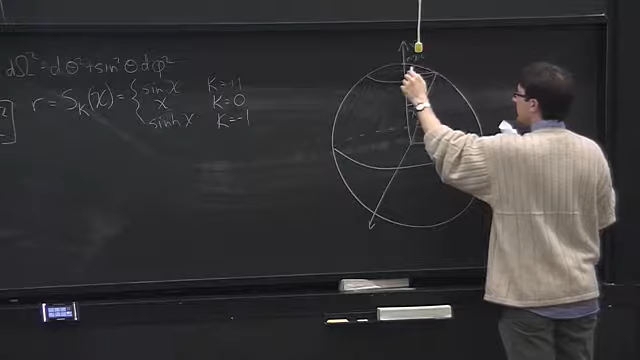 dΩ² = dθ² + sin²θ dφ²
r = S_K(χ) = { sin χ   K = +1
χ   K = 0
sinh χ   K = -1